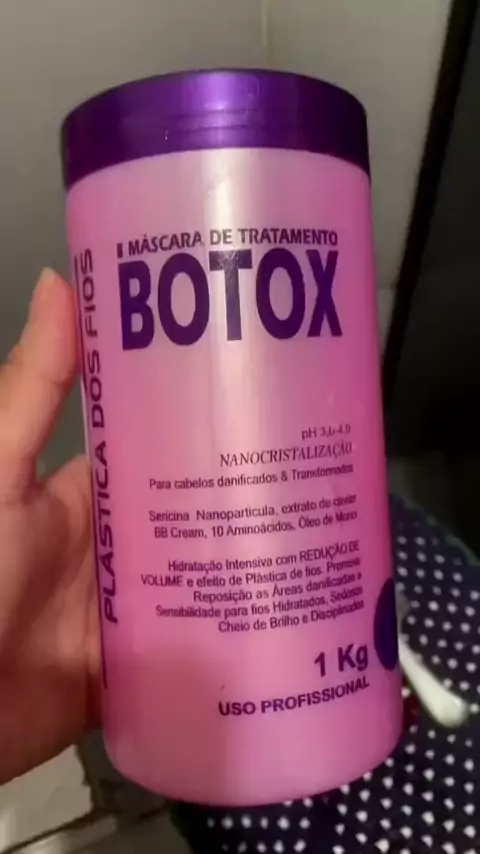 MÁSCARA DE TRATAMENTO
BOTOX
PLÁSTICA DOS FIOS
pH 3,0-4,0
NANOCRISTALIZAÇÃO
Para cabelos danificados & Transformados
Sericina Nanopartícula, extrato de caviar
BB Cream, 10 Aminoácidos, Óleo de
Hidratação Intensiva com REDUÇÃO DE
VOLUME e efeito de Plástica de fios. Promove
Reposição as Áreas danificadas e
Sensibilidade para fios Hidratados, Sedosos
Cheio de Brilho e Disciplinados
1 Kg
USO PROFISSIONAL